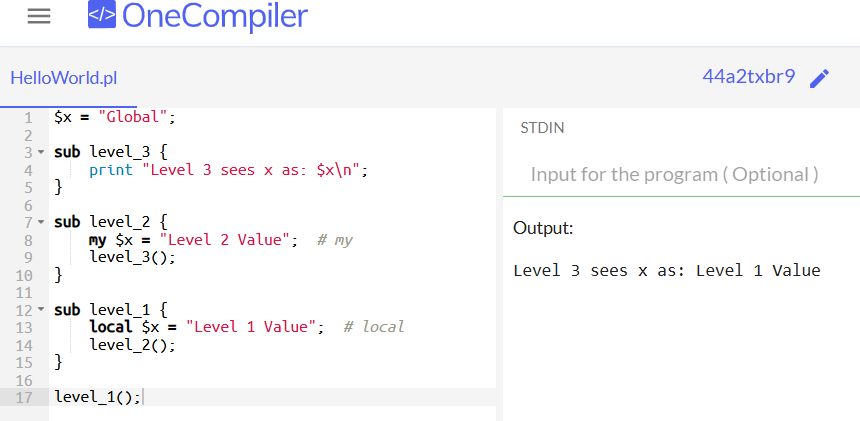 </> OneCompiler
HelloWorld.pl
44a2txbr9
1 $x = "Global";
2
3 sub level_3 {
4     print "Level 3 sees x as: $x\n";
5 }
6
7 sub level_2 {
8     my $x = "Level 2 Value";  # my
9     level_3();
10 }
11
12 sub level_1 {
13     local $x = "Level 1 Value";  # local
14     level_2();
15 }
16
17 level_1();
STDIN
Input for the program ( Optional )
Output:
Level 3 sees x as: Level 1 Value